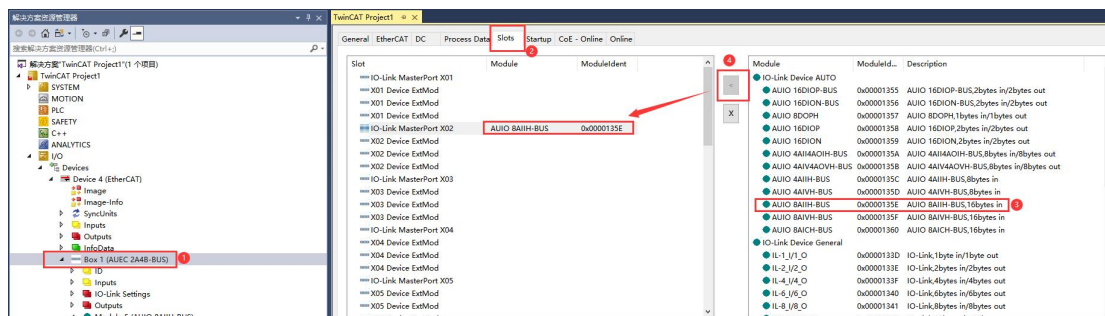 解决方案资源管理器
搜索解决方案资源管理器(Ctrl+;)
解决方案"TwinCAT Project1"(1 个项目)
TwinCAT Project1
SYSTEM
MOTION
PLC
SAFETY
C++
ANALYTICS
I/O
Devices
Device 4 (EtherCAT)
Image
Image-Info
SyncUnits
Inputs
Outputs
InfoData
Box 1 (AUEC 2A4B-BUS) 1
ID
Inputs
IO-Link Settings
Outputs
TwinCAT Project1
General EtherCAT DC Process Data Slots Startup CoE - Online Online
2
Slot Module ModuleIdent
IO-Link MasterPort X01
X01 Device ExtMod
X01 Device ExtMod
X01 Device ExtMod
IO-Link MasterPort X02 AUIO 8AIIH-BUS 0x0000135E
X02 Device ExtMod
X02 Device ExtMod
X02 Device ExtMod
IO-Link MasterPort X03
X03 Device ExtMod
X03 Device ExtMod
X03 Device ExtMod
IO-Link MasterPort X04
X04 Device ExtMod
X04 Device ExtMod
X04 Device ExtMod
IO-Link MasterPort X05
X05 Device ExtMod
X05 Device ExtMod
4
<
X
Module ModuleId... Description
IO-Link Device AUTO
AUIO 16DIOP-BUS 0x00001355 AUIO 16DIOP-BUS,2bytes in/2bytes out
AUIO 16DION-BUS 0x00001356 AUIO 16DION-BUS,2bytes in/2bytes out
AUIO 8DOPH 0x00001357 AUIO 8DOPH,1bytes in/1bytes out
AUIO 16DIOP 0x00001358 AUIO 16DIOP,2bytes in/2bytes out
AUIO 16DION 0x00001359 AUIO 16DION,2bytes in/2bytes out
AUIO 4AII4AOIH-BUS 0x0000135A AUIO 4AII4AOIH-BUS,8bytes in/8bytes out
AUIO 4AIV4AOVH-BUS 0x0000135B AUIO 4AIV4AOVH-BUS,8bytes in/8bytes out
AUIO 4AIIH-BUS 0x0000135C AUIO 4AIIH-BUS,8bytes in
AUIO 4AIVH-BUS 0x0000135D AUIO 4AIVH-BUS,8bytes in
AUIO 8AIIH-BUS 0x0000135E AUIO 8AIIH-BUS,16bytes in 3
AUIO 8AIVH-BUS 0x0000135F AUIO 8AIVH-BUS,16bytes in
AUIO 8AICH-BUS 0x00001360 AUIO 8AICH-BUS,16bytes in
IO-Link Device General
IL-1_I/1_O 0x0000133D IO-Link,1byte in/1byte out
IL-2_I/2_O 0x0000133E IO-Link,2bytes in/2bytes out
IL-4_I/4_O 0x0000133F IO-Link,4bytes in/4bytes out
IL-6_I/6_O 0x00001340 IO-Link,6bytes in/6bytes out
IL-8_I/8_O 0x00001341 IO-Link,8bytes in/8bytes out